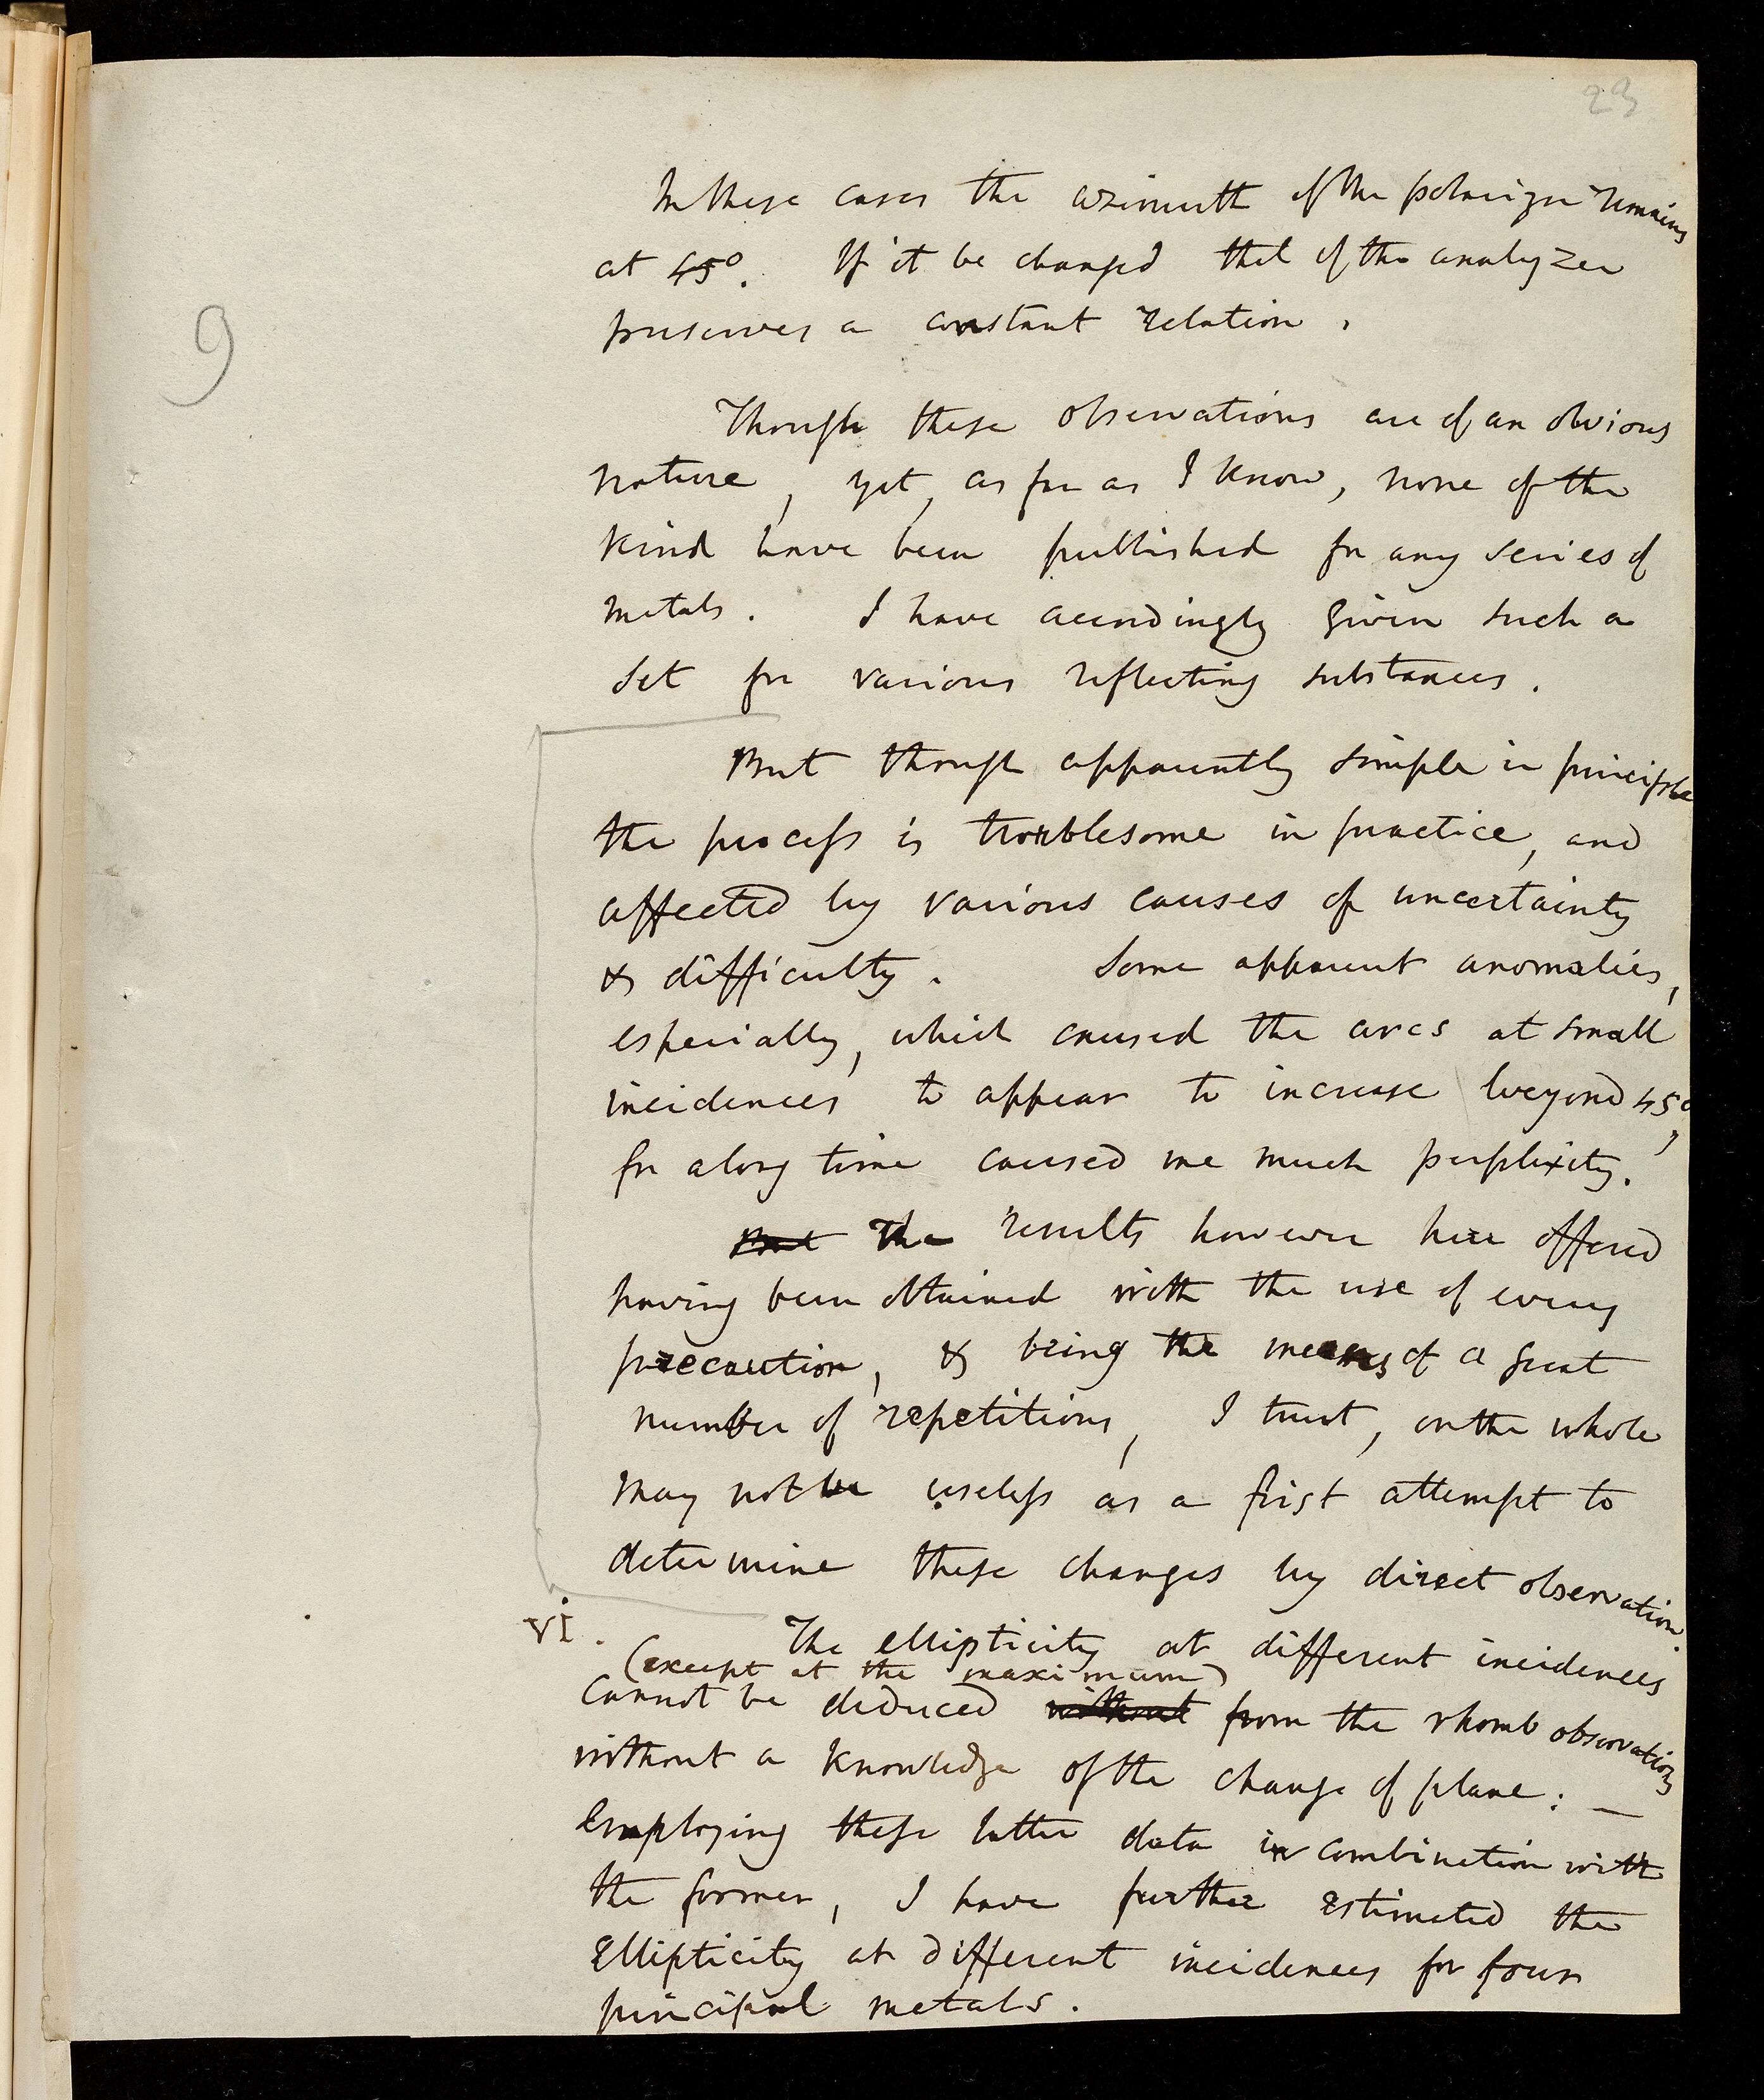 23
In these cases the azimuth of the polarizer remains
at 45°. If it be changed that of the analyzer
preserves a constant relation.
9
Though these observations are of an obvious
nature, yet, as far as I know, none of the
kind have been published for any series of
metals. I have accordingly given such a
set for various reflecting substances.
But though apparently simple in principle
the process is troublesome in practice, and
affected by various causes of uncertainty
& difficulty. Some apparent anomalies,
especially, which caused the arcs at small
incidences to appear to increase beyond 45°,
for a long time caused me much perplexity.
But The results however here offered
having been obtained with the use of every
precaution, & being the means of a great
number of repetitions, I trust, on the whole
may not be useless as a first attempt to
determine these changes by direct observation.
VI. The ellipticity at different incidences
(except at the maximum)
cannot be deduced without from the rhomb observations
without a knowledge of the change of plane: —
Employing these latter data in combination with
the former, I have further estimated the
Ellipticity at different incidences for four
principal metals.